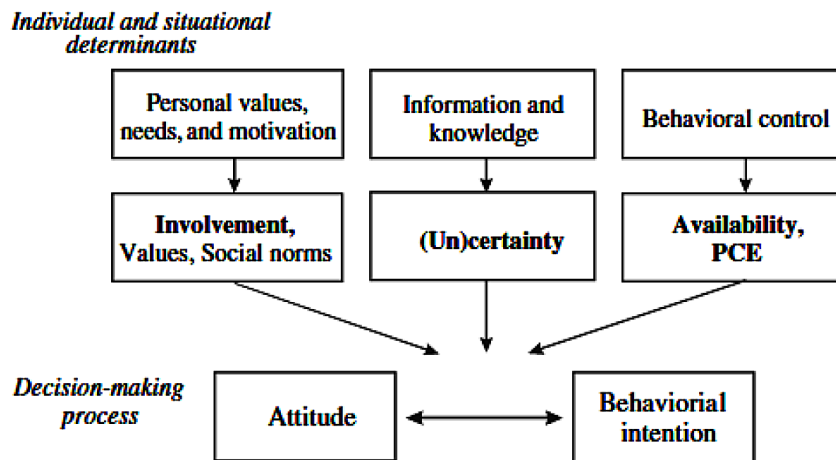 Individual and situational
determinants
Personal values,
needs, and motivation
Information and
knowledge
Behavioral control
Involvement,
Values, Social norms
(Un)certainty
Availability,
PCE
Decision-making
process
Attitude
Behaviorial
intention